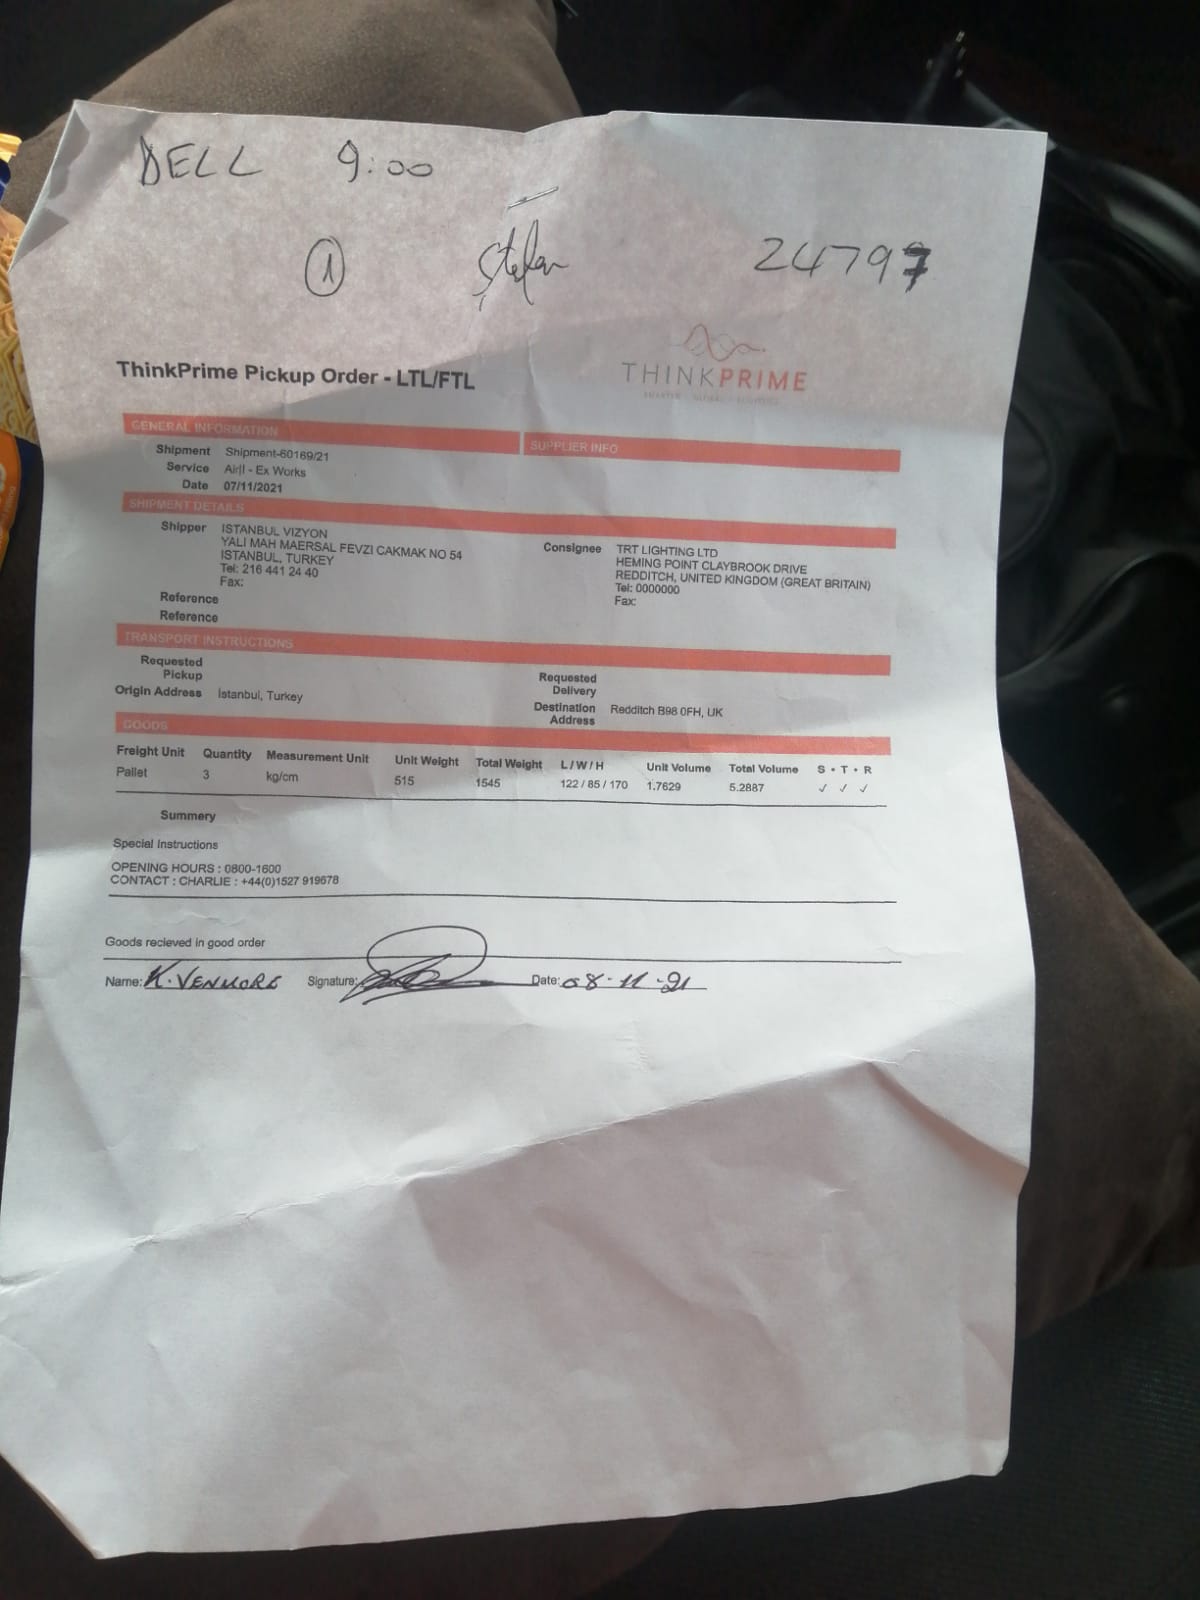 DELL 9:00
1 Ștefan 24797
THINKPRIME
ThinkPrime Pickup Order - LTL/FTL
GENERAL INFORMATION
SUPPLIER INFO
Shipment Shipment-60169/21
Service Air|I - Ex Works
Date 07/11/2021
SHIPMENT DETAILS
Shipper ISTANBUL VIZYON
YALI MAH MAERSAL FEVZI CAKMAK NO 54
ISTANBUL, TURKEY
Tel: 216 441 24 40
Fax:
Consignee TRT LIGHTING LTD
HEMING POINT CLAYBROOK DRIVE
REDDITCH, UNITED KINGDOM (GREAT BRITAIN)
Tel: 0000000
Fax:
Reference
Reference
TRANSPORT INSTRUCTIONS
Requested
Pickup
Origin Address İstanbul, Turkey
Requested
Delivery
Destination
Address Redditch B98 0FH, UK
GOODS
Freight Unit Quantity Measurement Unit Unit Weight Total Weight L / W / H Unit Volume Total Volume S • T • R
Pallet 3 kg/cm 515 1545 122 / 85 / 170 1.7629 5.2887 ✓ ✓ ✓
Summery
Special Instructions
OPENING HOURS : 0800-1600
CONTACT : CHARLIE : +44(0)1527 919678
Goods recieved in good order
Name: K. VENMORE Signature: Date: 08-11-21